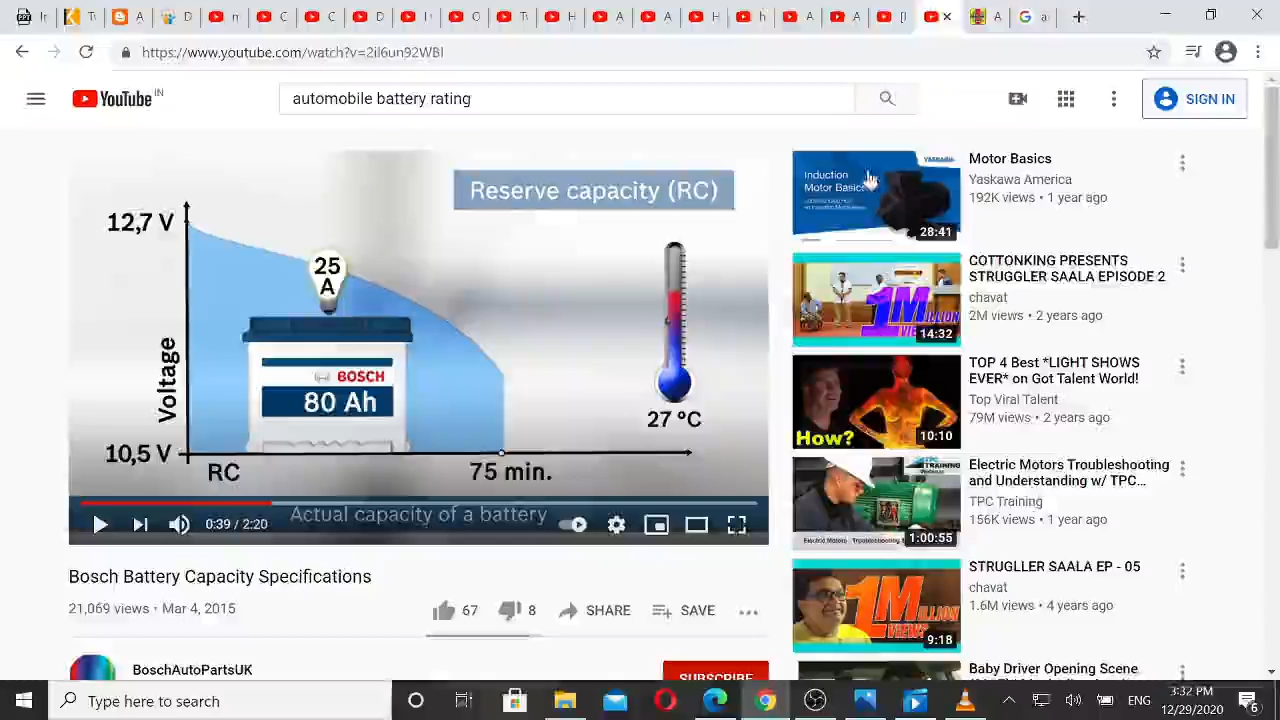 https://www.youtube.com/watch?v=2il6un92WBI
YouTube IN
automobile battery rating
SIGN IN
Reserve capacity (RC)
12,7 V
25
A
Voltage
BOSCH
80 Ah
27 °C
10,5 V
RC
75 min.
Actual capacity of a battery
0:39 / 2:20
Bosch Battery Capacity Specifications
21,069 views • Mar 4, 2015
67
8
SHARE
SAVE
BoschAutoPartsUK
SUBSCRIBE
Induction
Motor Basics
28:41
Motor Basics
Yaskawa America
192K views • 1 year ago
1 MILLION
14:32
COTTONKING PRESENTS
STRUGGLER SAALA EPISODE 2
chavat
2M views • 2 years ago
How?
10:10
TOP 4 Best *LIGHT SHOWS
EVER* on Got Talent World!
Top Viral Talent
79M views • 2 years ago
TRAINING
1:00:55
Electric Motors Troubleshooting
and Understanding w/ TPC...
TPC Training
156K views • 1 year ago
1 MILLION
VIEWS
9:18
STRUGLLER SAALA EP - 05
chavat
1.6M views • 4 years ago
Baby Driver Opening Scene
Type here to search
ENG
3:32 PM
12/29/2020